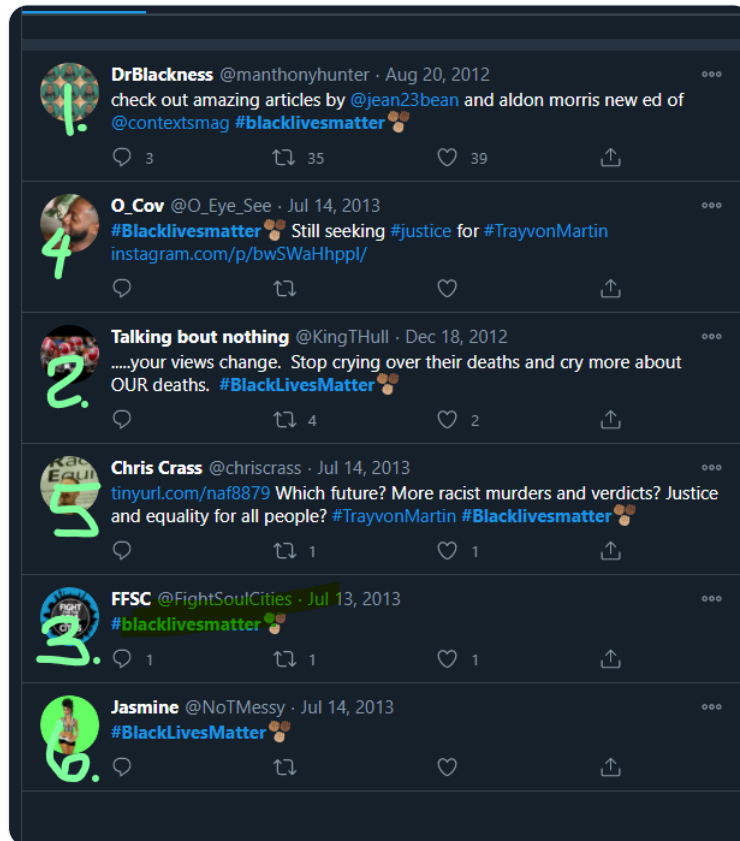 DrBlackness @manthonyhunter · Aug 20, 2012
check out amazing articles by @jean23bean and aldon morris new ed of
@contextsmag #blacklivesmatter
3 35 39
1.
O_Cov @O_Eye_See · Jul 14, 2013
#Blacklivesmatter Still seeking #justice for #TrayvonMartin
instagram.com/p/bwSWaHhppI/
4
Talking bout nothing @KingTHull · Dec 18, 2012
.....your views change. Stop crying over their deaths and cry more about
OUR deaths. #BlackLivesMatter
4 2
2.
Chris Crass @chriscrass · Jul 14, 2013
tinyurl.com/naf8879 Which future? More racist murders and verdicts? Justice
and equality for all people? #TrayvonMartin #Blacklivesmatter
1 1
5
FFSC @FightSoulCities · Jul 13, 2013
#blacklivesmatter
1 1 1
FIGHT
CITIES
3.
Jasmine @NoTMessy · Jul 14, 2013
#BlackLivesMatter
6.